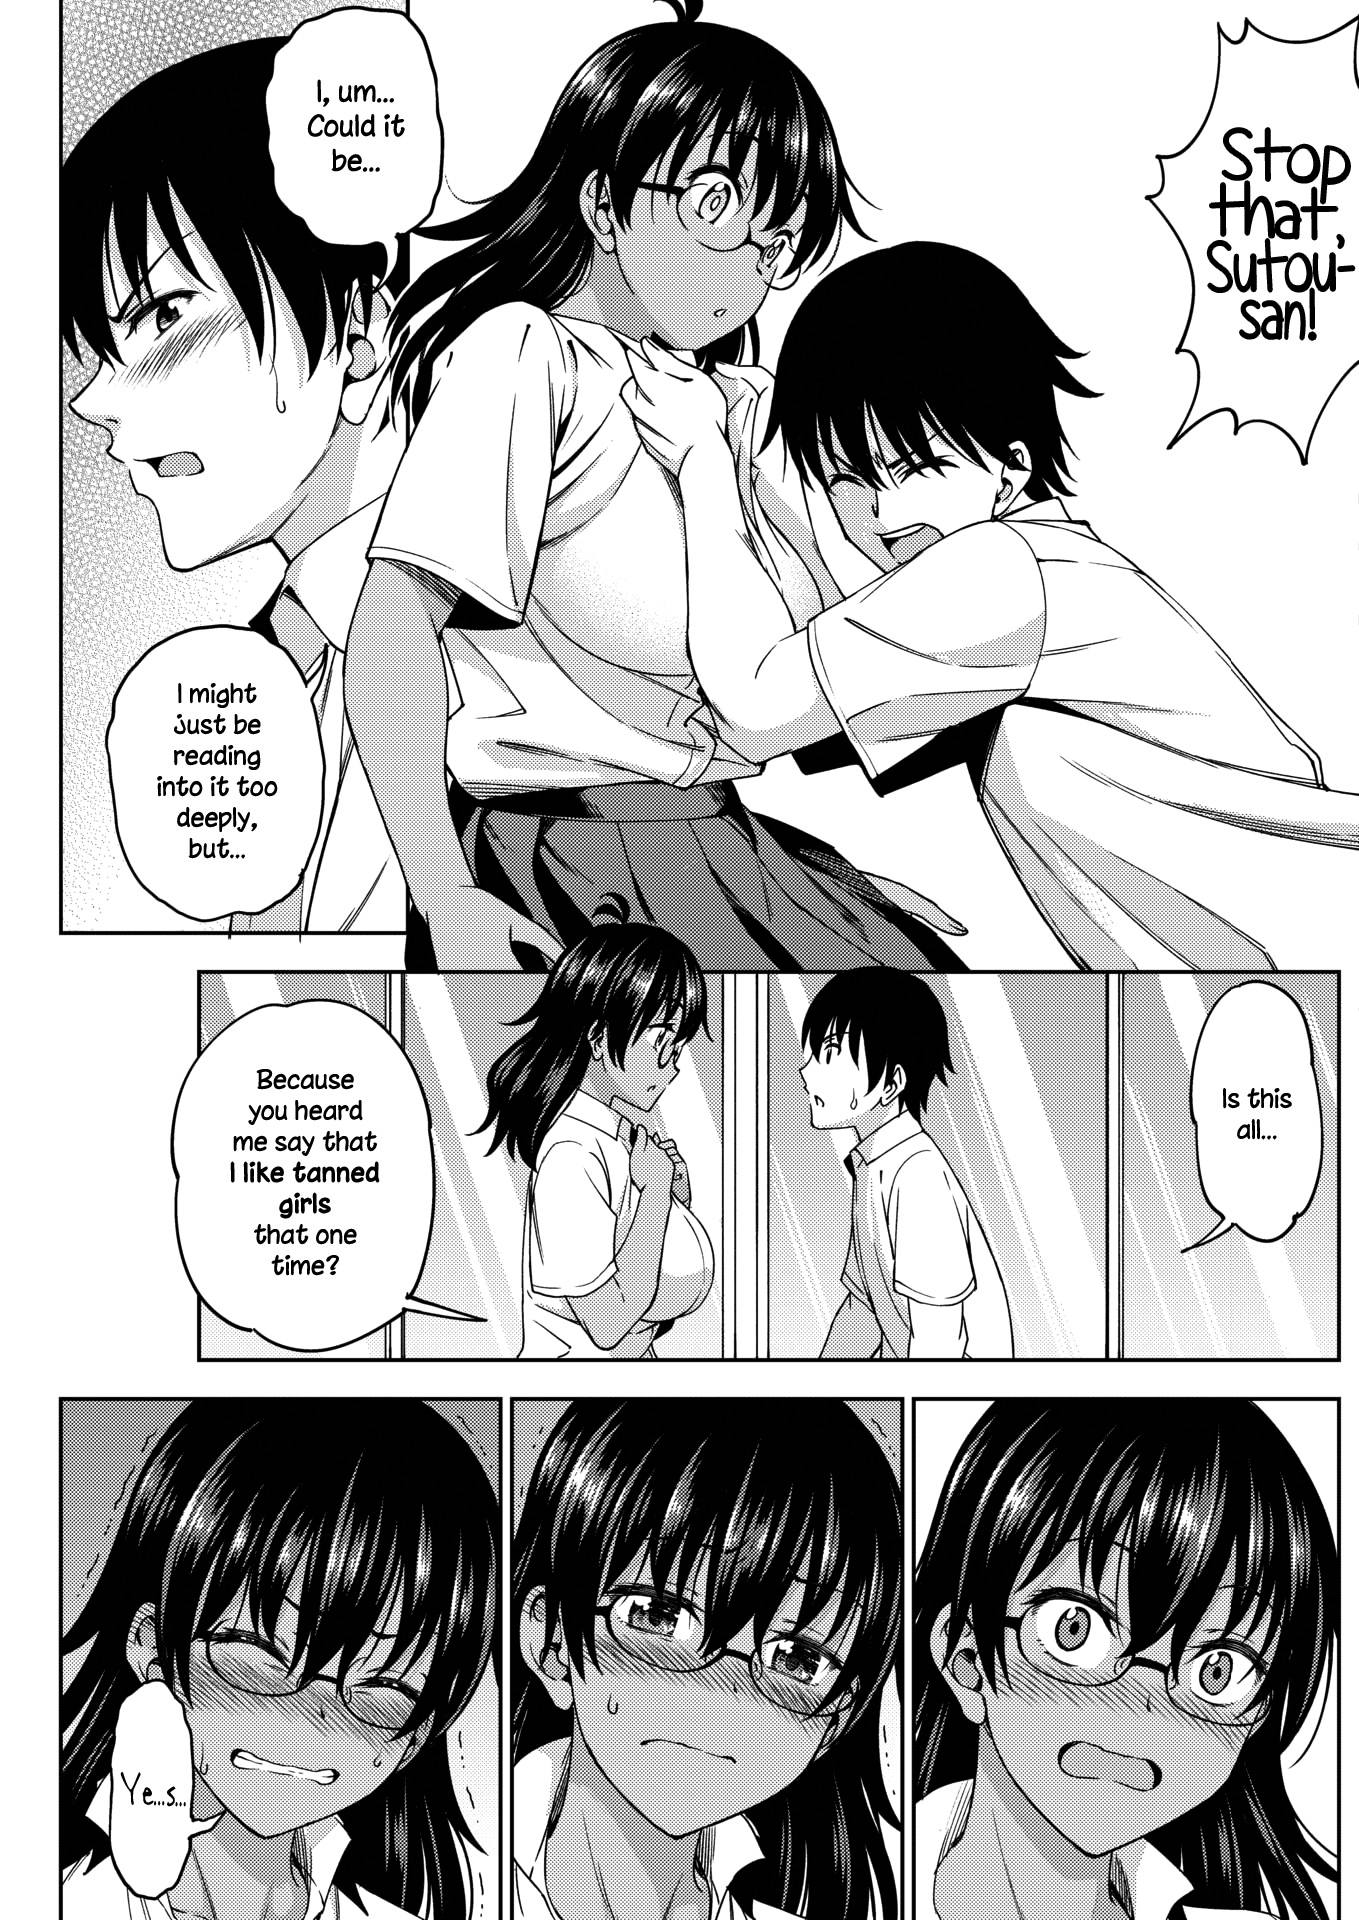 Stop
that,
Sutou-
san!
I, um...
Could it
be...
I might
just be
reading
into it too
deeply,
but...
Is this
all...
Because
you heard
me say that
I like tanned
girls
that one
time?
Ye...s...